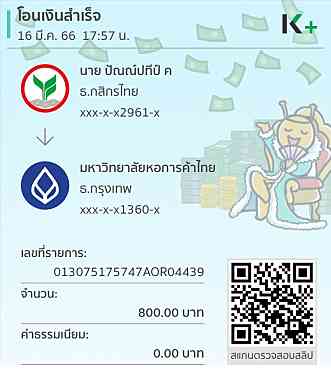 โอนเงินสำเร็จ
16 มี.ค. 66 17:57 น.
K+
นาย ปัณณ์ปทีป์ ค
ธ.กสิกรไทย
xxx-x-x2961-x
มหาวิทยาลัยหอการค้าไทย
ธ.กรุงเทพ
xxx-x-x1360-x
เลขที่รายการ:
013075175747AOR04439
จำนวน:
800.00 บาท
ค่าธรรมเนียม:
0.00 บาท
สแกนตรวจสอบสลิป